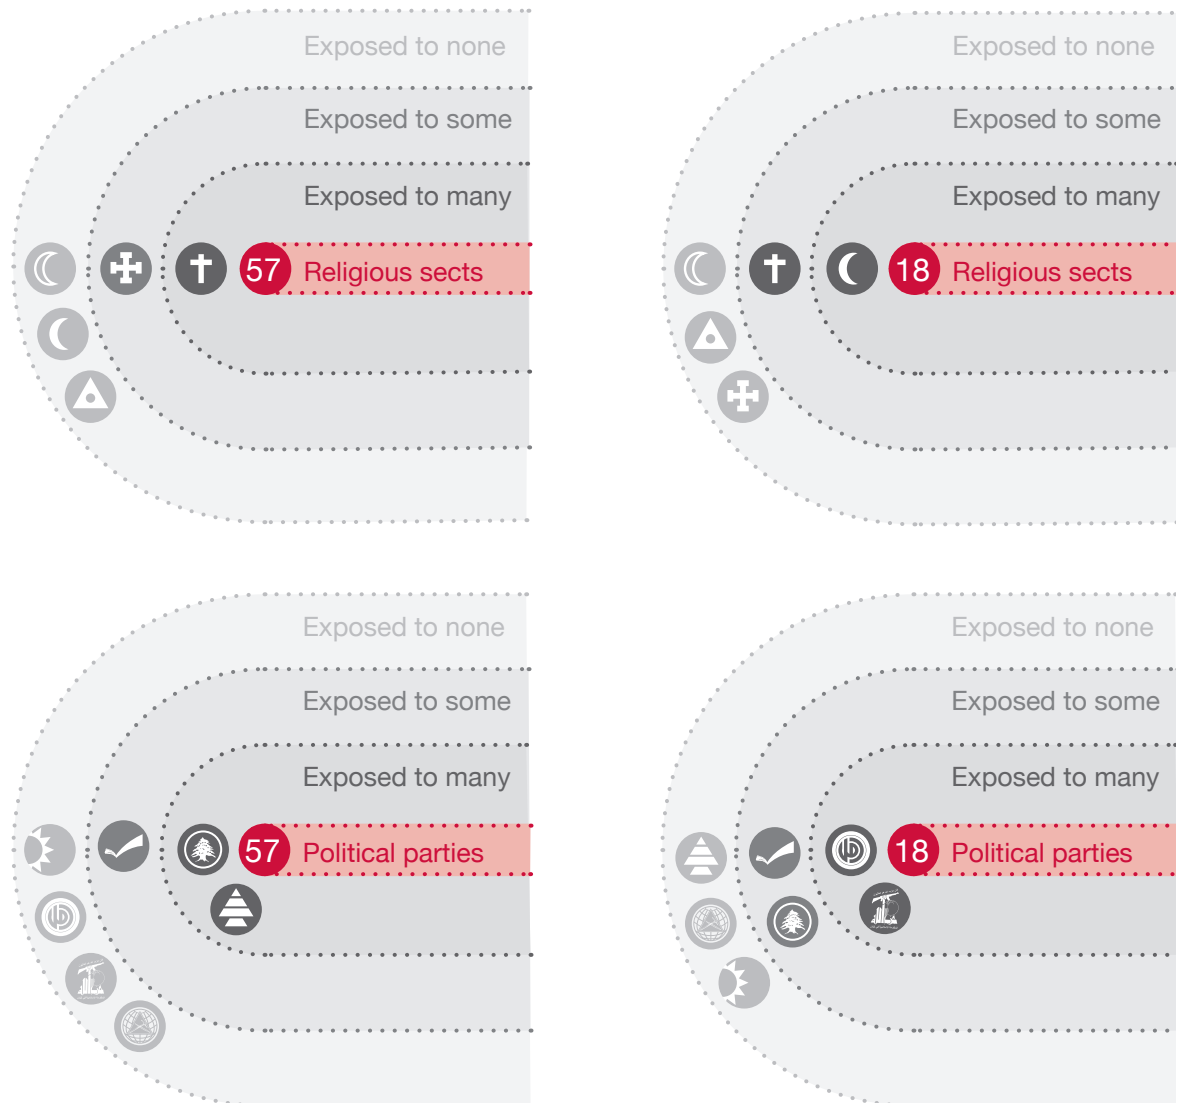 Exposed to none
Exposed to some
Exposed to many
57 Religious sects
Exposed to none
Exposed to some
Exposed to many
18 Religious sects
Exposed to none
Exposed to some
Exposed to many
57 Political parties
Exposed to none
Exposed to some
Exposed to many
18 Political parties